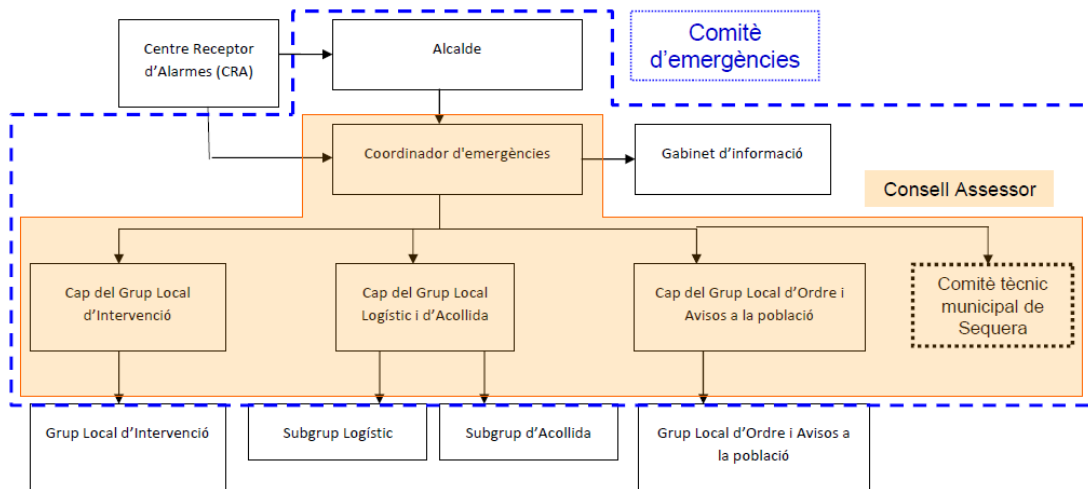 Centre Receptor
d’Alarmes (CRA)
Alcalde
Comitè
d’emergències
Coordinador d'emergències
Gabinet d’informació
Consell Assessor
Cap del Grup Local
d’Intervenció
Cap del Grup Local
Logístic i d’Acollida
Cap del Grup Local d’Ordre i
Avisos a la població
Comitè tècnic
municipal de
Sequera
Grup Local d’Intervenció
Subgrup Logístic
Subgrup d’Acollida
Grup Local d’Ordre i Avisos a
la població